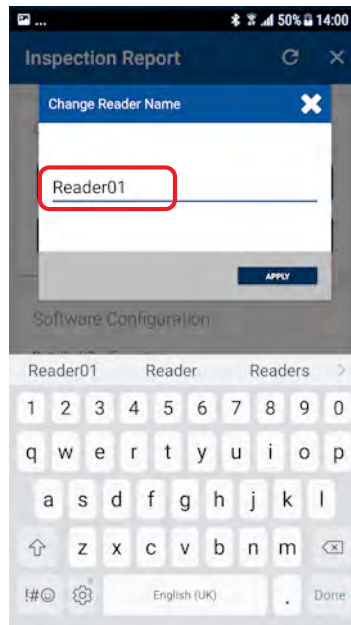 ... 50% 14:00
Inspection Report
Change Reader Name
Reader01
APPLY
Software Configuration
Reader01 Reader Readers
1 2 3 4 5 6 7 8 9 0
q w e r t y u i o p
a s d f g h j k l
z x c v b n m
!#☺ English (UK) . Done